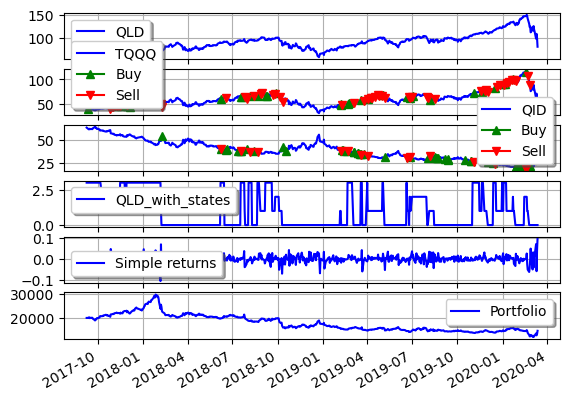 150
100
QLD
TQQQ
Buy
Sell
100
50
QID
Buy
Sell
50
25
2.5
0.0
QLD_with_states
0.1
0.0
−0.1
Simple returns
30000
20000
Portfolio
2017-10
2018-01
2018-04
2018-07
2018-10
2019-01
2019-04
2019-07
2019-10
2020-01
2020-04